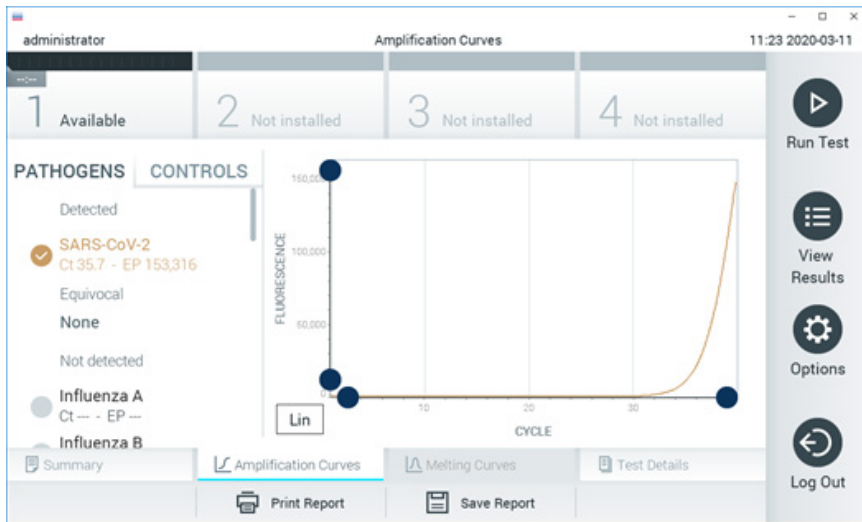 administrator
Amplification Curves
11:23 2020-03-11
--:--
1 Available
2 Not installed
3 Not installed
4 Not installed
Run Test
PATHOGENS CONTROLS
Detected
SARS-CoV-2
Ct 35.7 - EP 153,316
Equivocal
None
Not detected
Influenza A
Ct --- - EP ---
Influenza B
150,000
100,000
50,000
0
FLUORESCENCE
10 20 30
CYCLE
Lin
View
Results
Options
Log Out
Summary
Amplification Curves
Melting Curves
Test Details
Print Report
Save Report